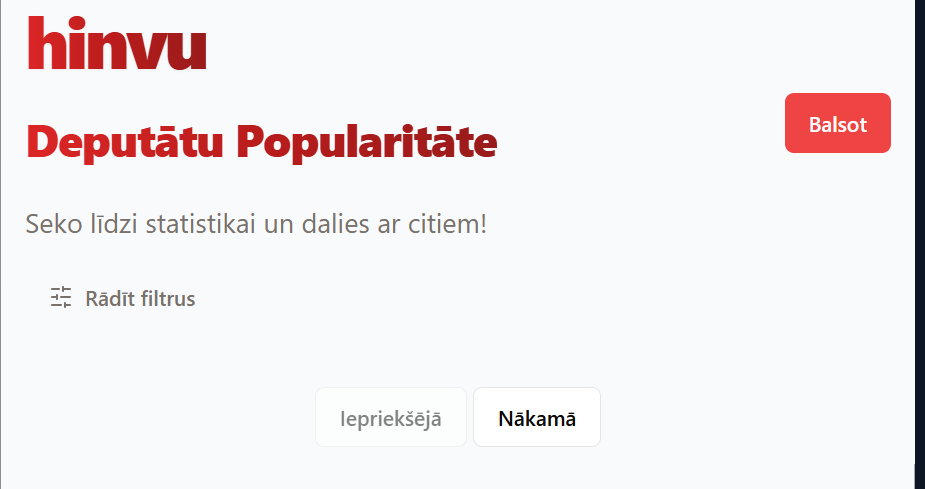 hinvu
Deputātu Popularitāte
Balsot
Seko līdzi statistikai un dalies ar citiem!
Rādīt filtrus
Iepriekšējā
Nākamā